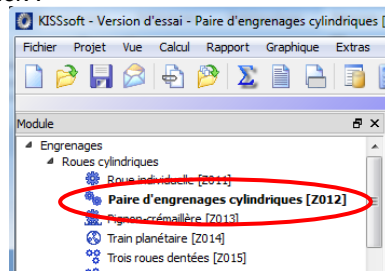 KISSsoft - Version d'essai - Paire d'engrenages cylindriques [
Fichier Projet Vue Calcul Rapport Graphique Extras
Module
Engrenages
Roues cylindriques
Roue individuelle [Z011]
Paire d'engrenages cylindriques [Z012]
Pignon-crémaillère [Z013]
Train planétaire [Z014]
Trois roues dentées [Z015]